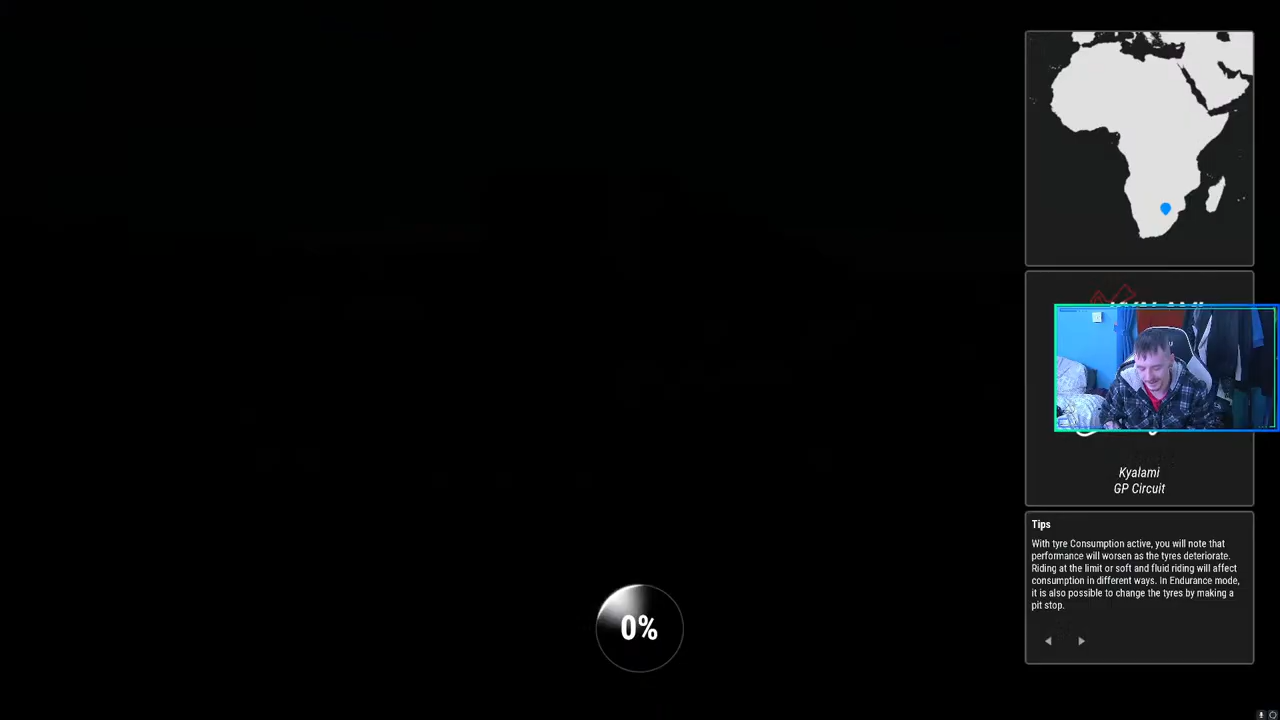 Kyalami
GP Circuit
Tips
With tyre Consumption active, you will note that
performance will worsen as the tyres deteriorate.
Riding at the limit or soft and fluid riding will affect
consumption in different ways. In Endurance mode,
it is also possible to change the tyres by making a
pit stop.
0%